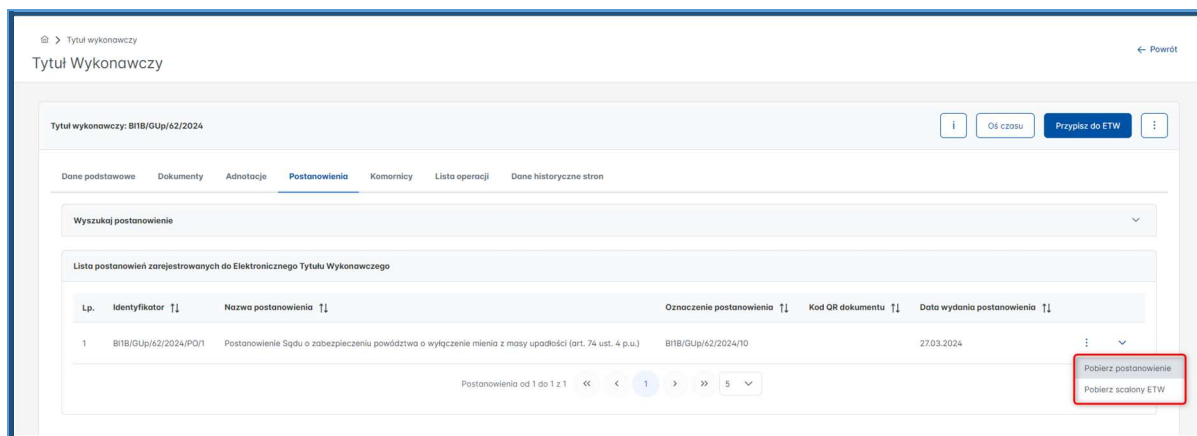 Tytuł wykonawczy
← Powrót
Tytuł Wykonawczy
Tytuł wykonawczy: BI1B/GUp/62/2024
i
Oś czasu
Przypisz do ETW
Dane podstawowe
Dokumenty
Adnotacje
Postanowienia
Komornicy
Lista operacji
Dane historyczne stron
Wyszukaj postanowienie
Lista postanowień zarejestrowanych do Elektronicznego Tytułu Wykonawczego
Lp. Identyfikator Nazwa postanowienia Oznaczenie postanowienia Kod QR dokumentu Data wydania postanowienia
1 BI1B/GUp/62/2024/PO/1 Postanowienie Sądu o zabezpieczeniu powództwa o wyłączenie mienia z masy upadłości (art. 74 ust. 4 p.u.) BI1B/GUp/62/2024/10 27.03.2024
Pobierz postanowienie
Postanowienia od 1 do 1 z 1 « ‹ 1 › » 5
Pobierz scalony ETW